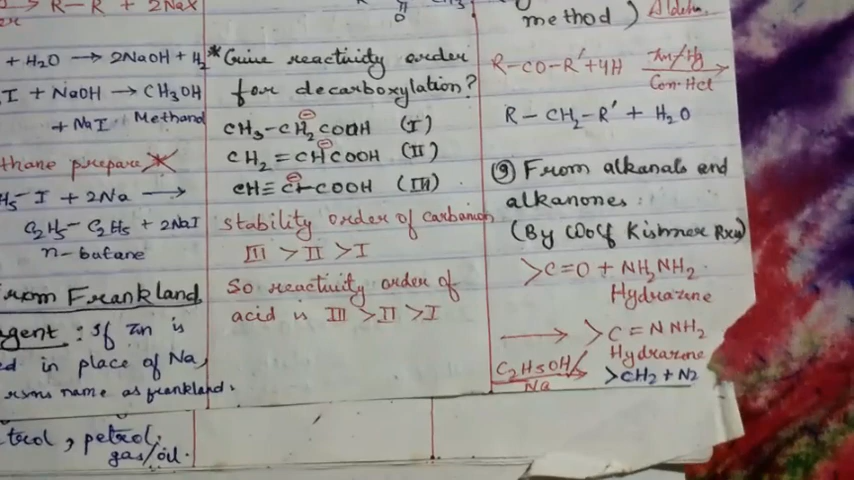 R-R + 2NaX
+ H₂O → 2NaOH + H₂
I + NaOH → CH₃OH
+ NaI Methanol
thane prepare
H₅-I + 2Na →
C₂H₅- C₂H₅ + 2NaI
n-butane
rom Frankland
agent : If Zn is
ed in place of Na,
rxns name as frankland.
trol, petrol,
gas/oil.
* Give reactivity order
for decarboxylation?
CH₃-CH₂COOH (I)
⊖
CH₂=CHCOOH (II)
⊖
CH≡C-COOH (III)
⊖
stability order of carbanion
III > II > I
So reactivity order of
acid is III > II > I
method)
R-CO-R'+4H Zn/Hg
Con·HCl
R-CH₂-R' + H₂O
⑨ From alkanals and
alkanones:
(By Woolf Kishner Rxn)
>C=O + NH₂NH₂
Hydrazine
→ >C=NNH₂
Hydrazine
C₂H₅OH/
Na >CH₂+N₂